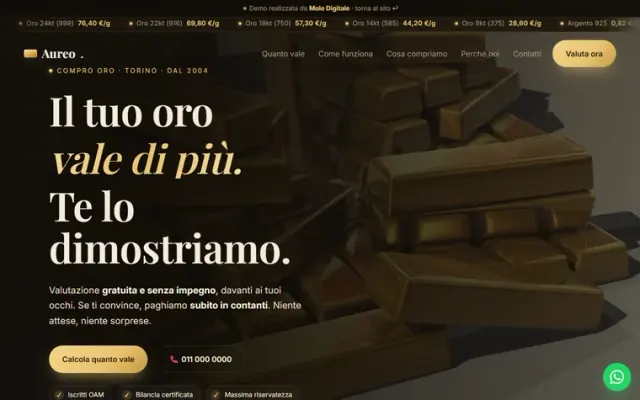 ★ Demo realizzata da Mole Digitale · torna al sito ↵
Oro 24kt (999) 76,40 €/g Oro 22kt (916) 69,80 €/g Oro 18kt (750) 57,30 €/g Oro 14kt (585) 44,20 €/g Oro 9kt (375) 28,60 €/g Argento 925
Aureo .
Quanto vale Come funziona Cosa compriamo Perché noi Contatti Valuta ora
COMPRO ORO · TORINO · DAL 2004
Il tuo oro
vale di più.
Te lo
dimostriamo.
Valutazione gratuita e senza impegno, davanti ai tuoi
occhi. Se ti convince, paghiamo subito in contanti. Niente
attese, niente sorprese.
Calcola quanto vale 011 000 0000
✓ Iscritti OAM ✓ Bilancia certificata ✓ Massima riservatezza